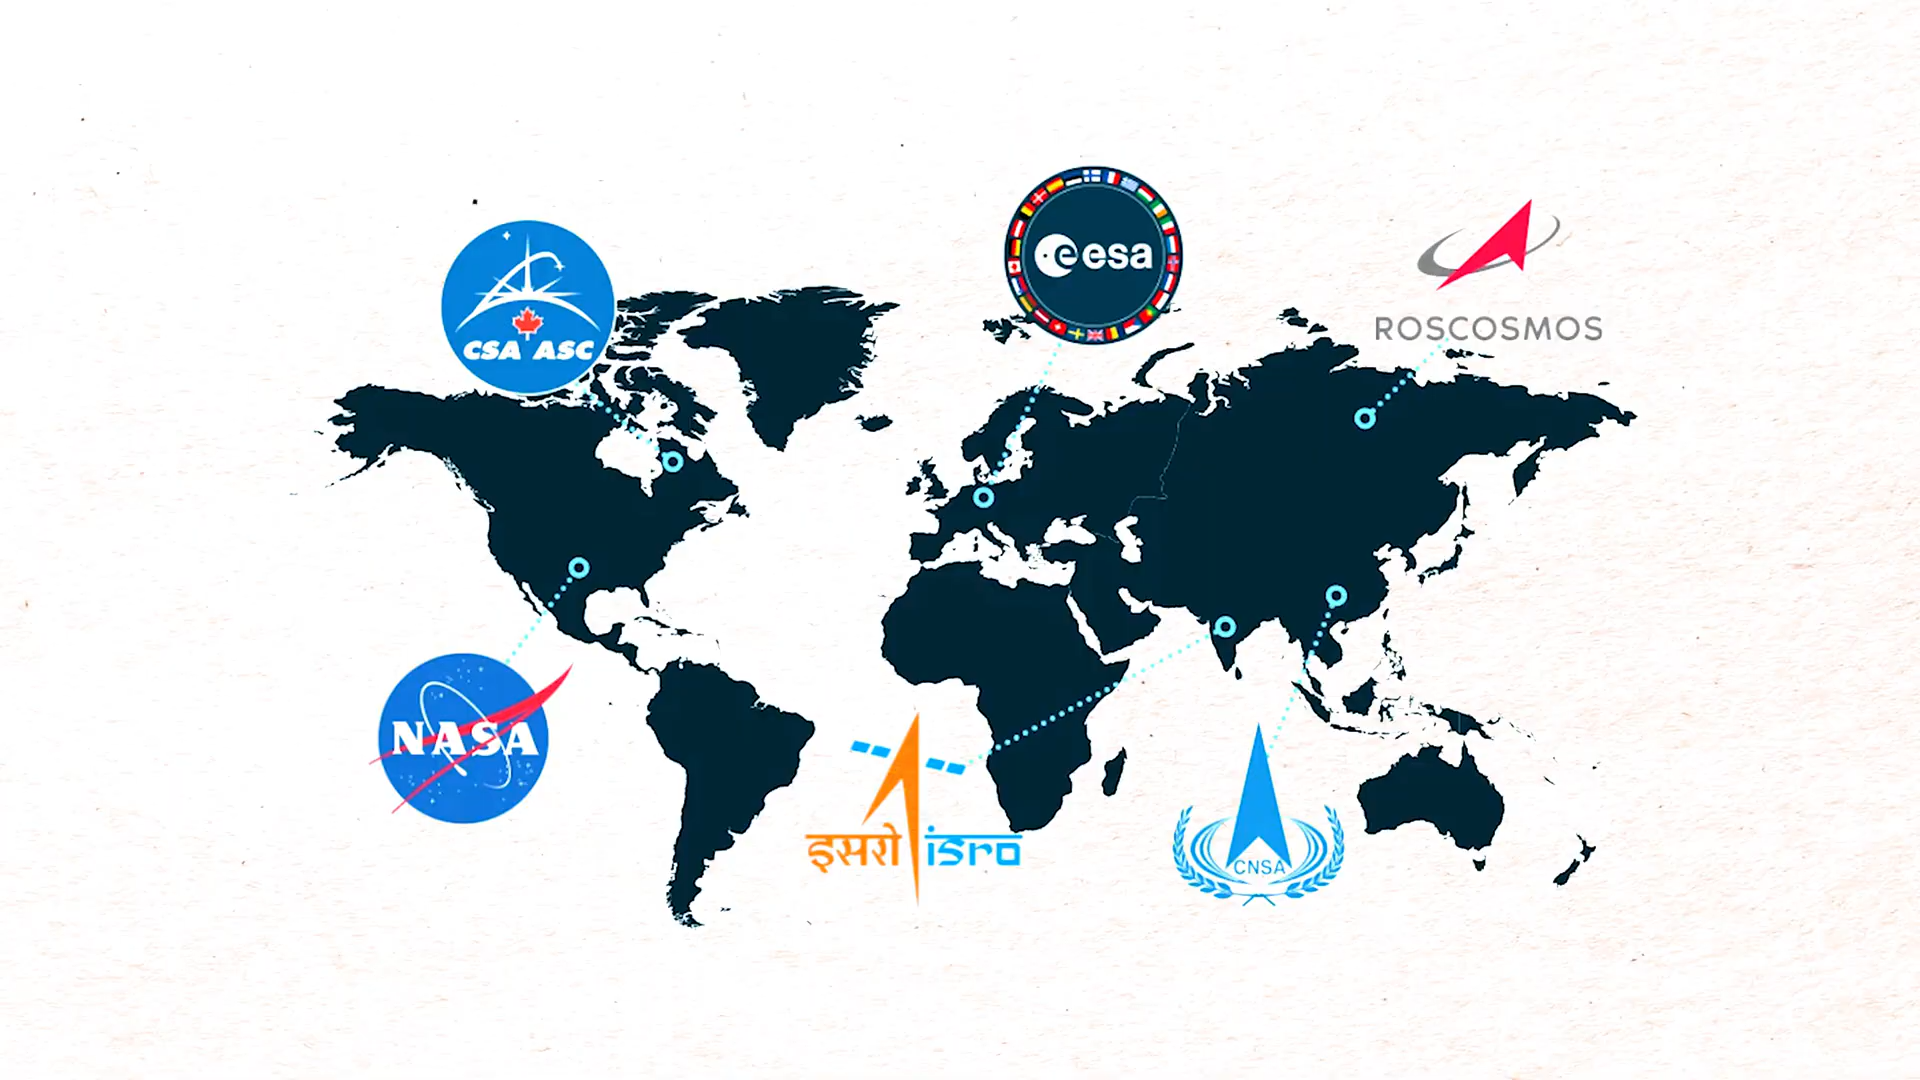 esa
CSA ASC
ROSCOSMOS
NASA
इसरो isro
CNSA